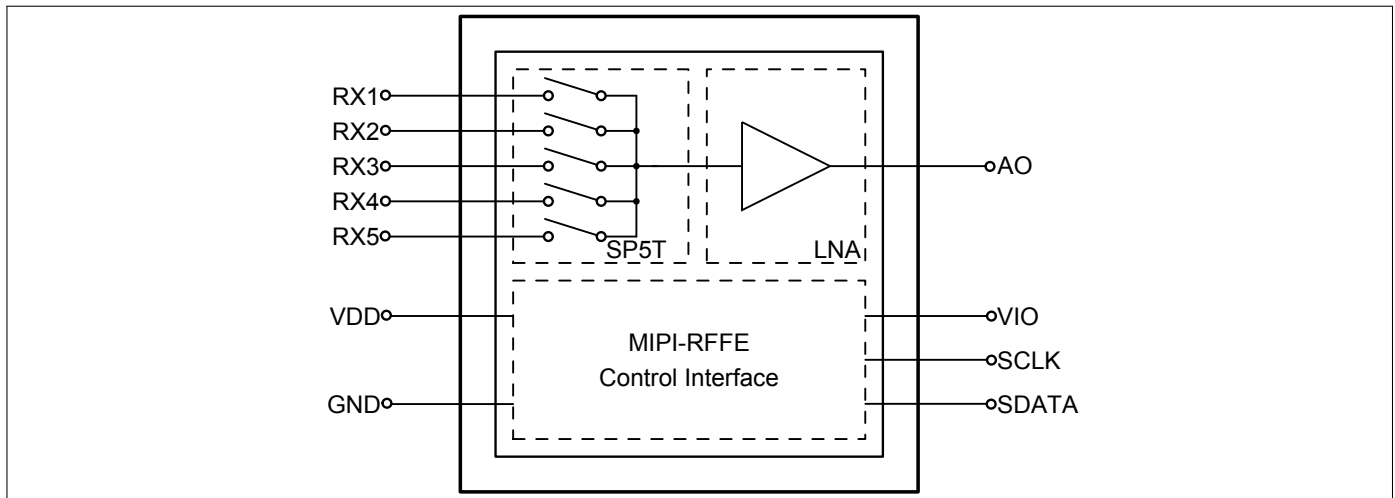 RX1
RX2
RX3
RX4
RX5
SP5T
LNA
AO
VDD
GND
MIPI-RFFE
Control Interface
VIO
SCLK
SDATA